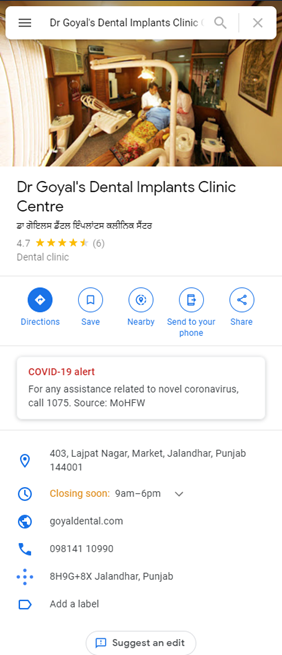 Dr Goyal's Dental Implants Clinic
Dr Goyal's Dental Implants Clinic
Centre
ਡਾ ਗੋਇਲਸ ਡੈਂਟਲ ਇੰਪਲਾਂਟਸ ਕਲੀਨਿਕ ਸੈਂਟਰ
4.7 (6)
Dental clinic
Directions Save Nearby Send to your Share
phone
COVID-19 alert
For any assistance related to novel coronavirus,
call 1075. Source: MoHFW
403, Lajpat Nagar, Market, Jalandhar, Punjab
144001
Closing soon: 9am–6pm
goyaldental.com
098141 10990
8H9G+8X Jalandhar, Punjab
Add a label
Suggest an edit